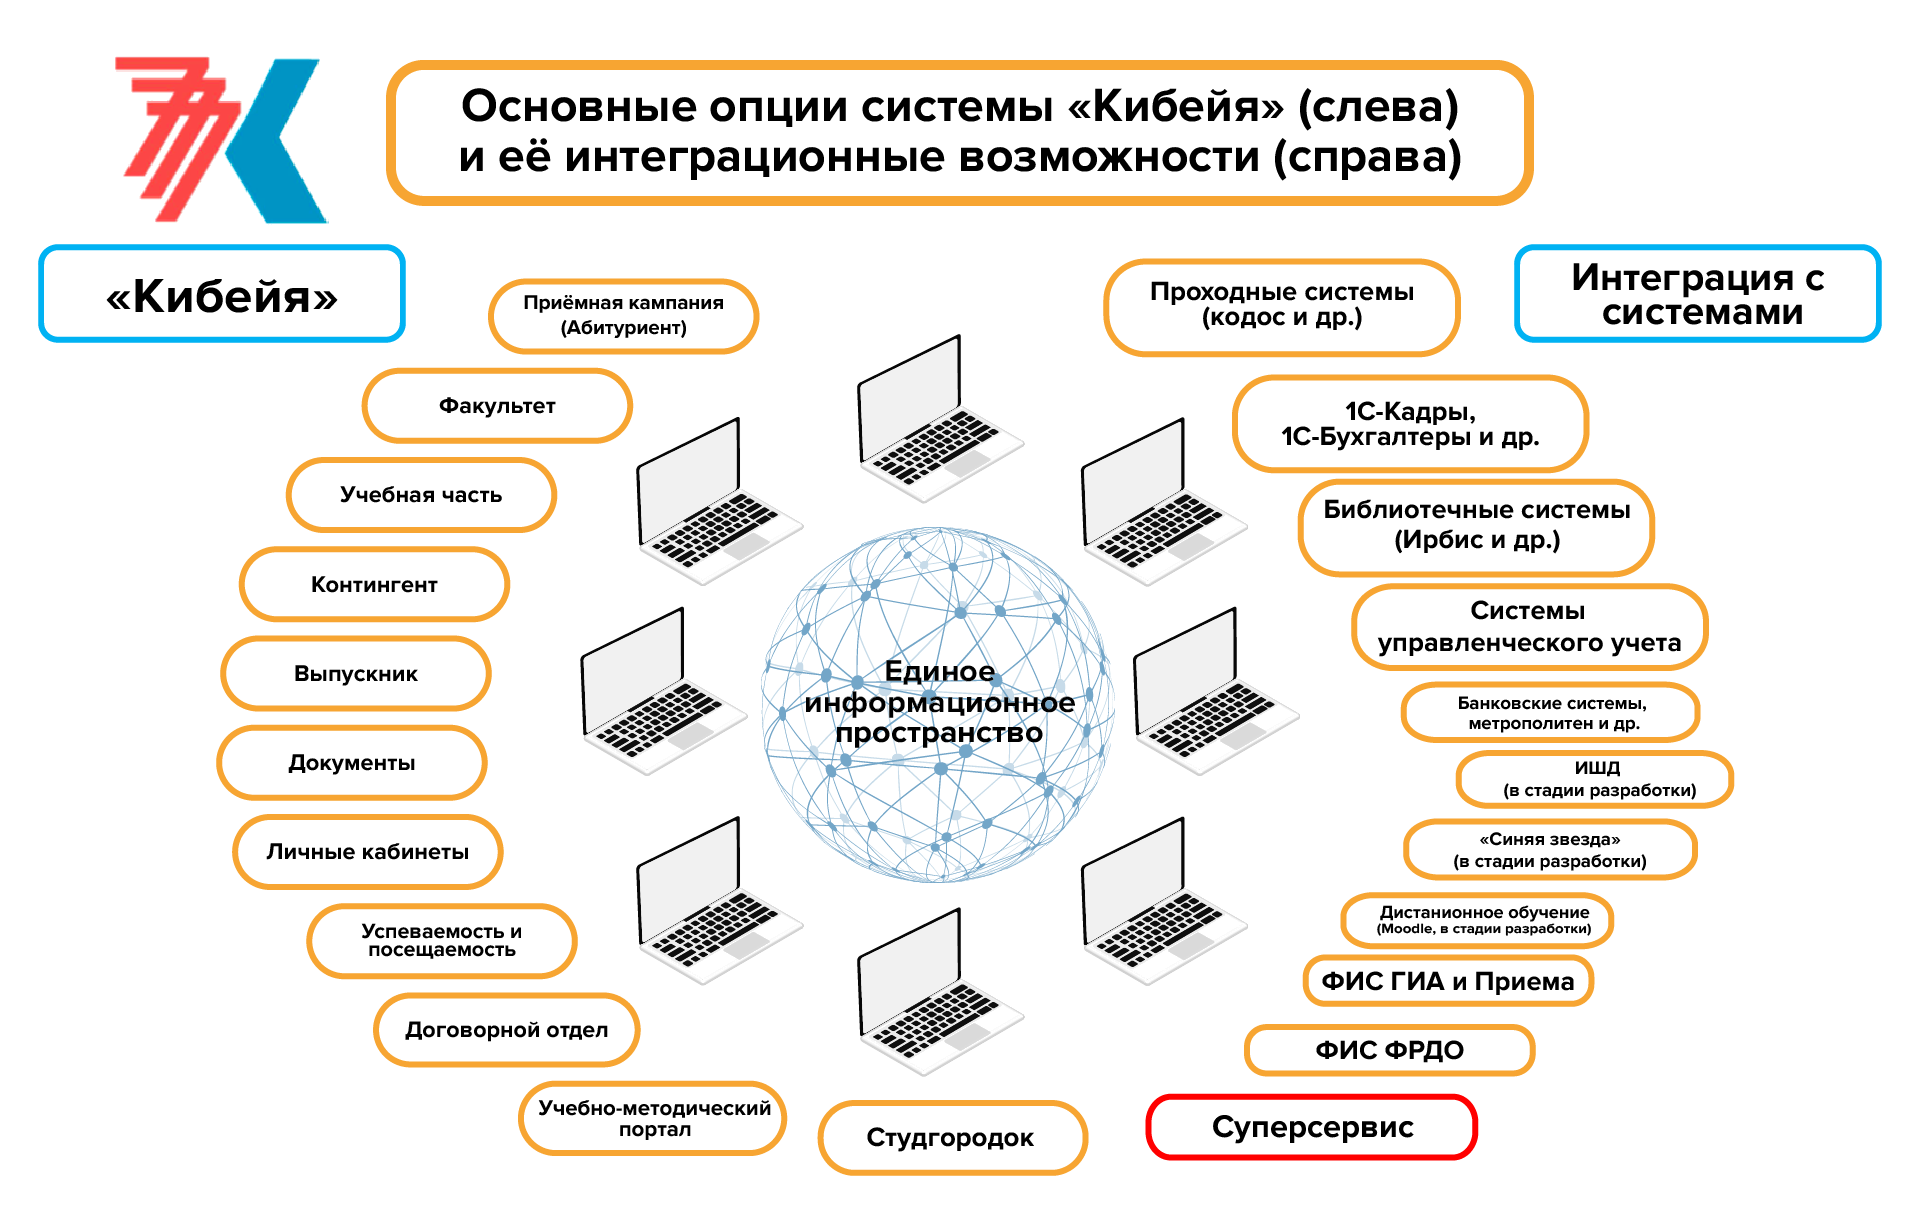 Основные опции системы «Кибейя» (слева)
и её интеграционные возможности (справа)
«Кибейя»
Приёмная кампания
(Абитуриент)
Факультет
Учебная часть
Контингент
Выпускник
Документы
Личные кабинеты
Успеваемость и
посещаемость
Договорной отдел
Учебно-методический
портал
Студгородок
Единое
информационное
пространство
Интеграция с
системами
Проходные системы
(кодос и др.)
1С-Кадры,
1С-Бухгалтеры и др.
Библиотечные системы
(Ирбис и др.)
Системы
управленческого учета
Банковские системы,
метрополитен и др.
ИШД
(в стадии разработки)
«Синяя звезда»
(в стадии разработки)
Дистанионное обучение
(Moodle, в стадии разработки)
ФИС ГИА и Приема
ФИС ФРДО
Суперсервис